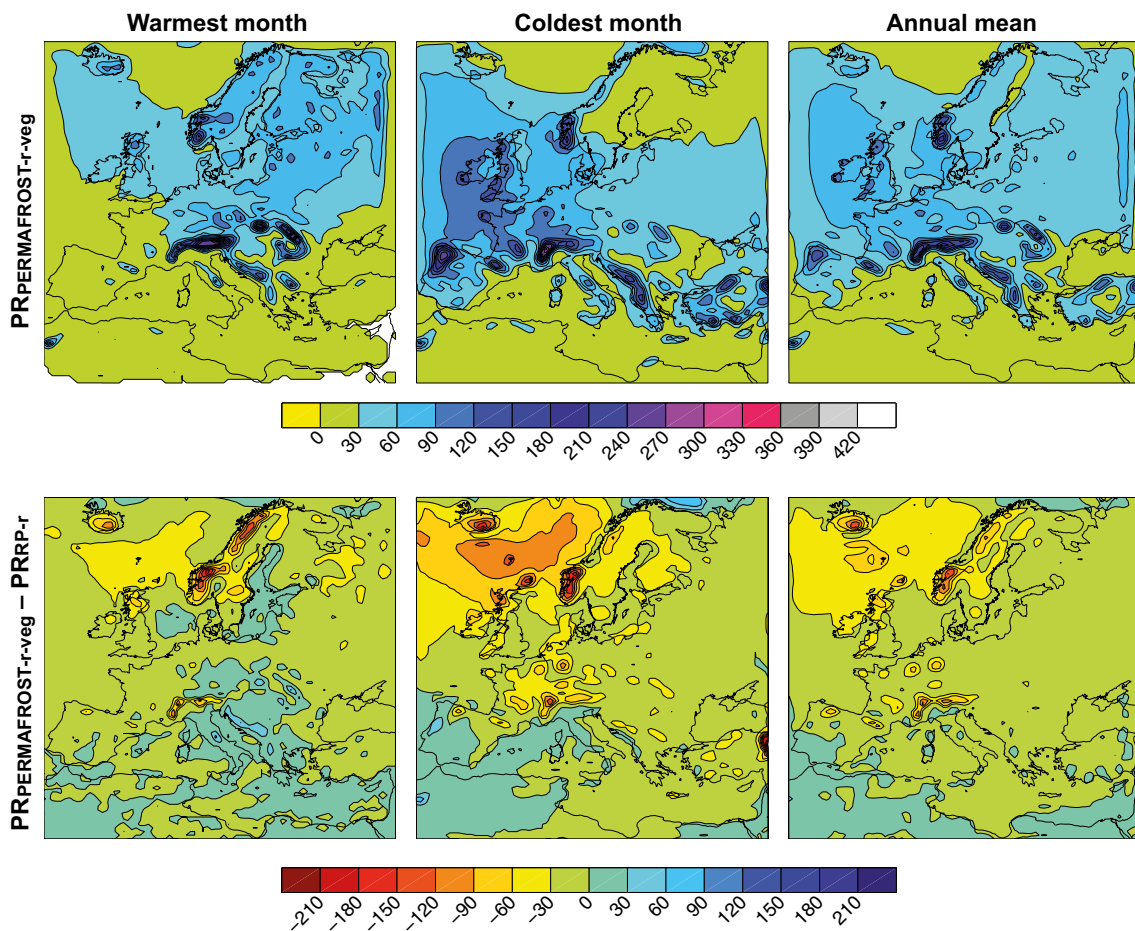 Warmest month Coldest month Annual mean
PRPERMAFROST-r-veg
0 30 60 90 120 150 180 210 240 270 300 330 360 390 420
PRPERMAFROST-r-veg – PRRP-r
−210 −180 −150 −120 −90 −60 −30 0 30 60 90 120 150 180 210